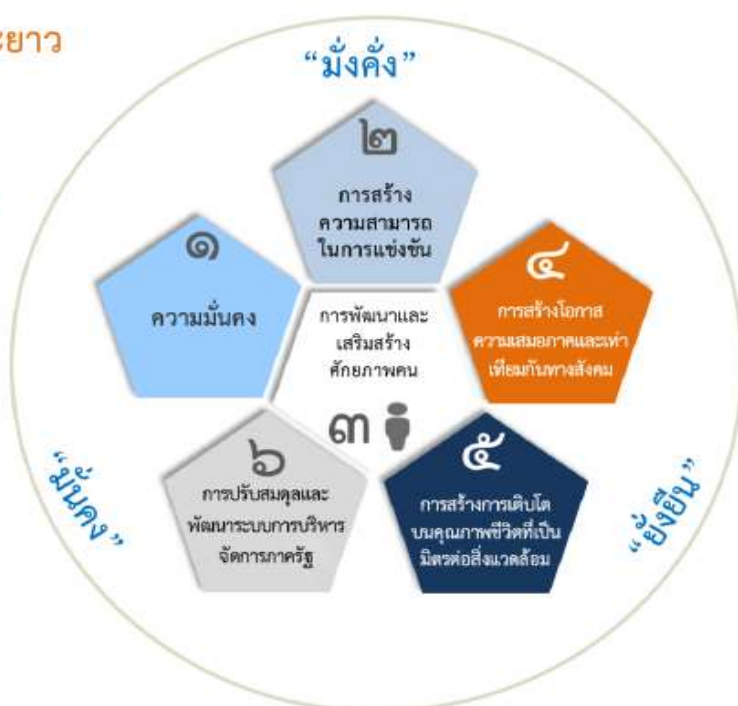 ะยาว
“มั่งคั่ง”
๒
การสร้าง
ความสามารถ
ในการแข่งขัน
๑
ความมั่นคง
๔
การสร้างโอกาส
ความเสมอภาคและเท่า
เทียมกันทางสังคม
การพัฒนาและ
เสริมสร้าง
ศักยภาพคน
๓
๖
การปรับสมดุลและ
พัฒนาระบบการบริหาร
จัดการภาครัฐ
๕
การสร้างการเติบโต
บนคุณภาพชีวิตที่เป็น
มิตรต่อสิ่งแวดล้อม
“มั่นคง”
“ยั่งยืน”